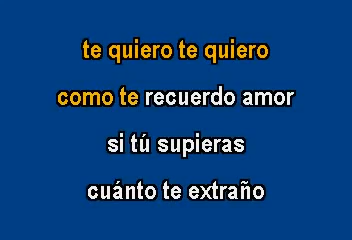 te quiero te quiero
como te recuerdo amor
si tú supieras
cuánto te extraño